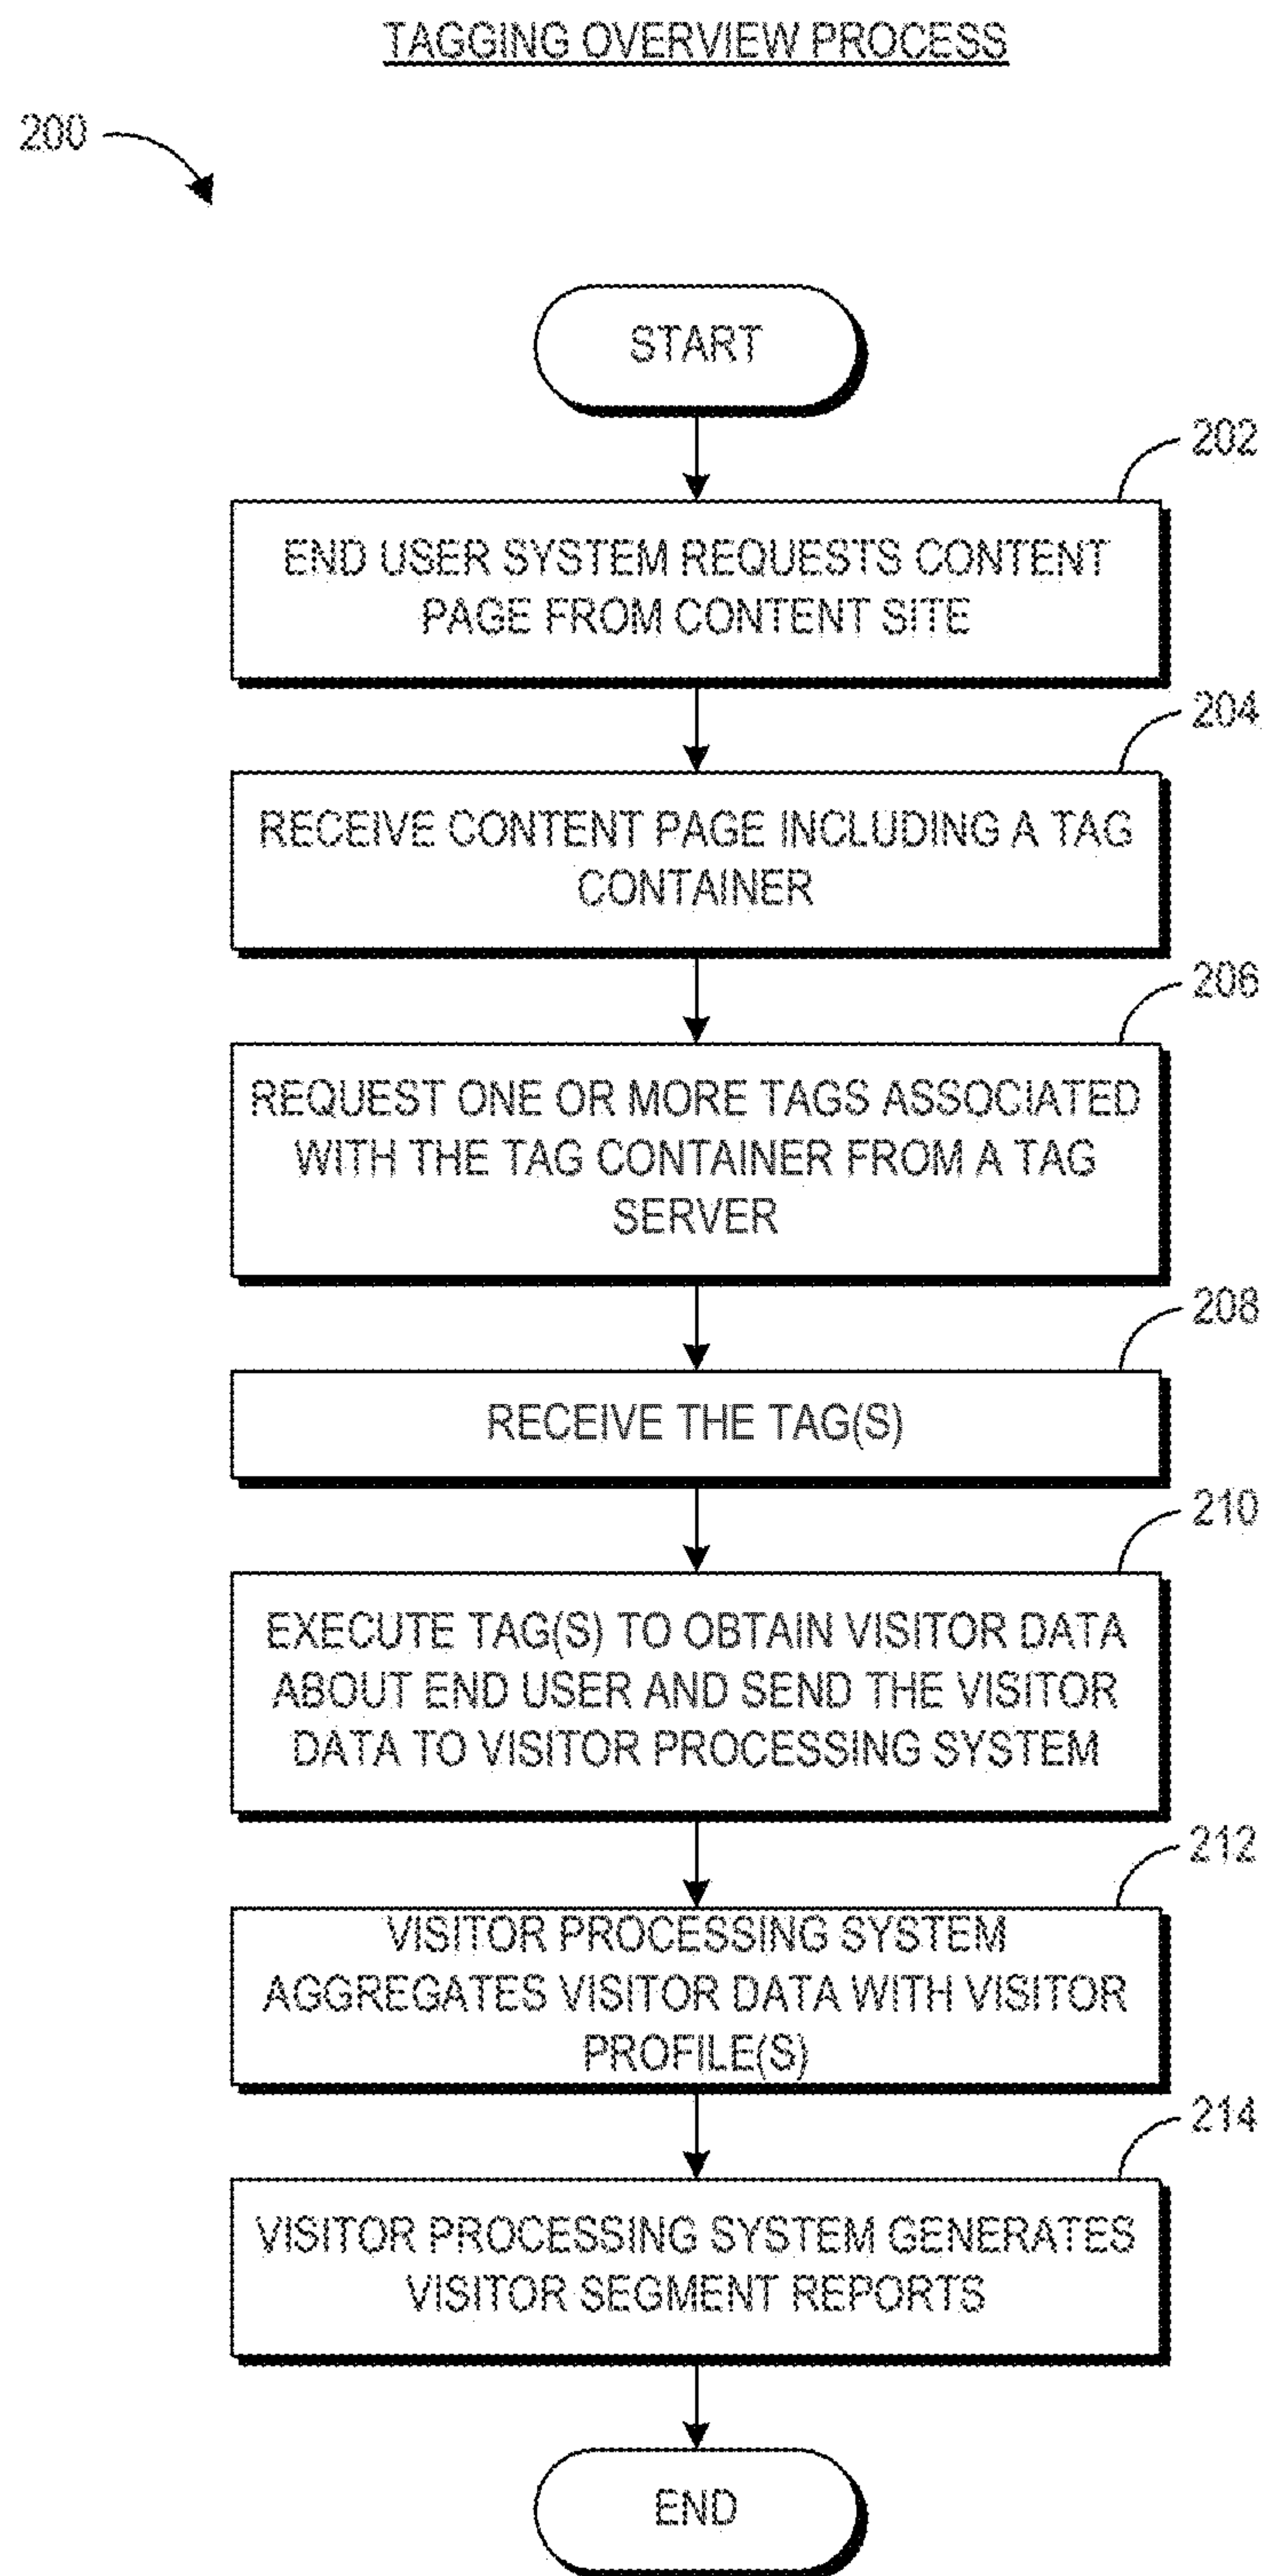 TAGGING OVERVIEW PROCESS
200
START
202
END USER SYSTEM REQUESTS CONTENT
PAGE FROM CONTENT SITE
204
RECEIVE CONTENT PAGE INCLUDING A TAG
CONTAINER
206
REQUEST ONE OR MORE TAGS ASSOCIATED
WITH THE TAG CONTAINER FROM A TAG
SERVER
208
RECEIVE THE TAG(S)
210
EXECUTE TAG(S) TO OBTAIN VISITOR DATA
ABOUT END USER AND SEND THE VISITOR
DATA TO VISITOR PROCESSING SYSTEM
212
VISITOR PROCESSING SYSTEM
AGGREGATES VISITOR DATA WITH VISITOR
PROFILE(S)
214
VISITOR PROCESSING SYSTEM GENERATES
VISITOR SEGMENT REPORTS
END